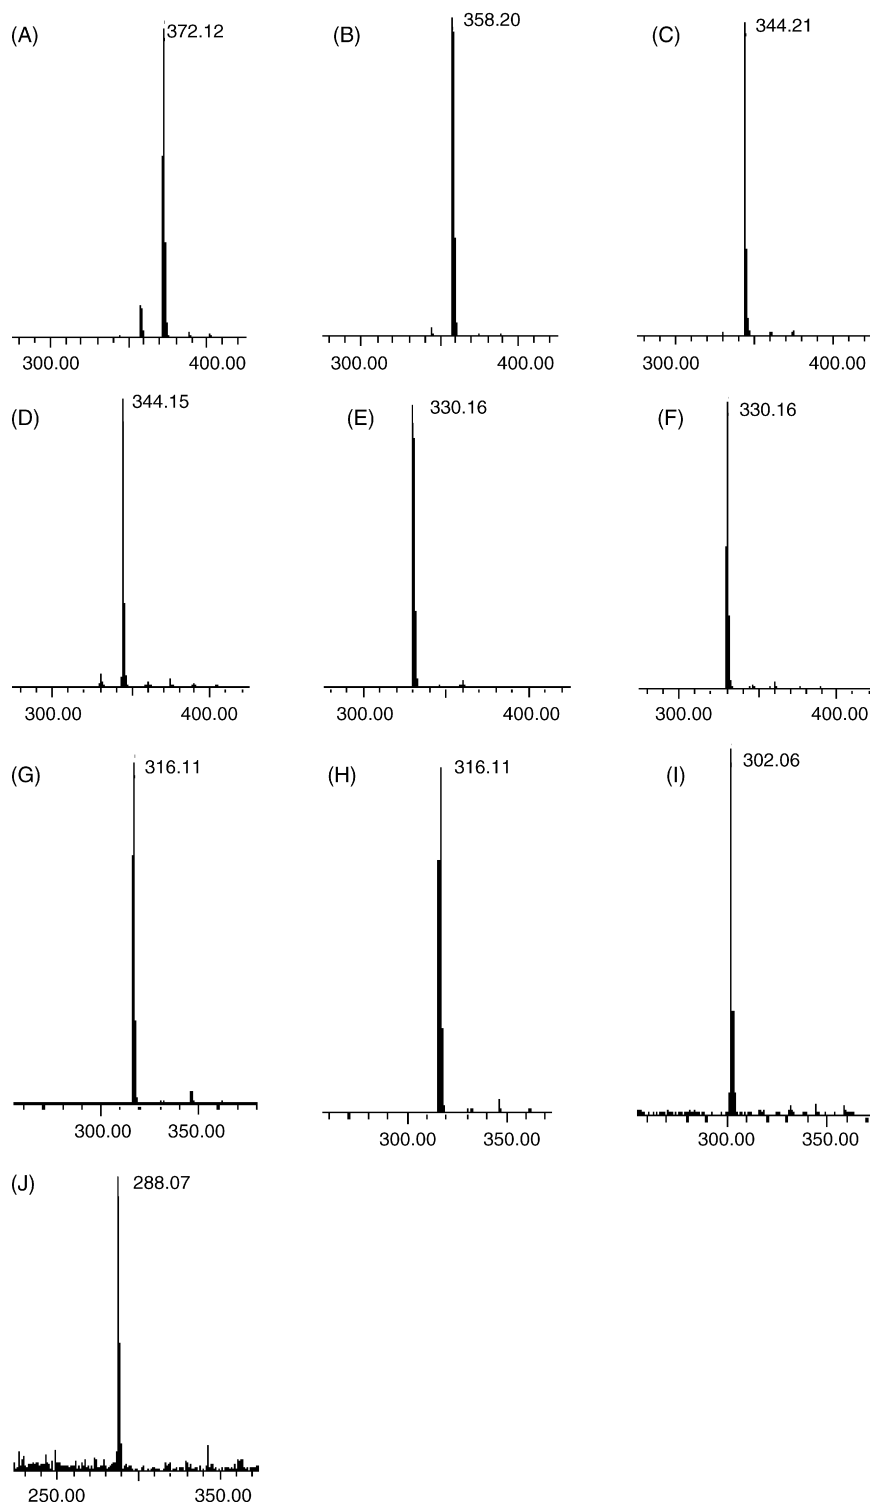 (A) 372.12 (B) 358.20 (C) 344.21
300.00 400.00 300.00 400.00 300.00 400.00
(D) 344.15 (E) 330.16 (F) 330.16
300.00 400.00 300.00 400.00 300.00 400.00
(G) 316.11 (H) 316.11 (I) 302.06
300.00 350.00 300.00 350.00 300.00 350.00
(J) 288.07
250.00 350.00